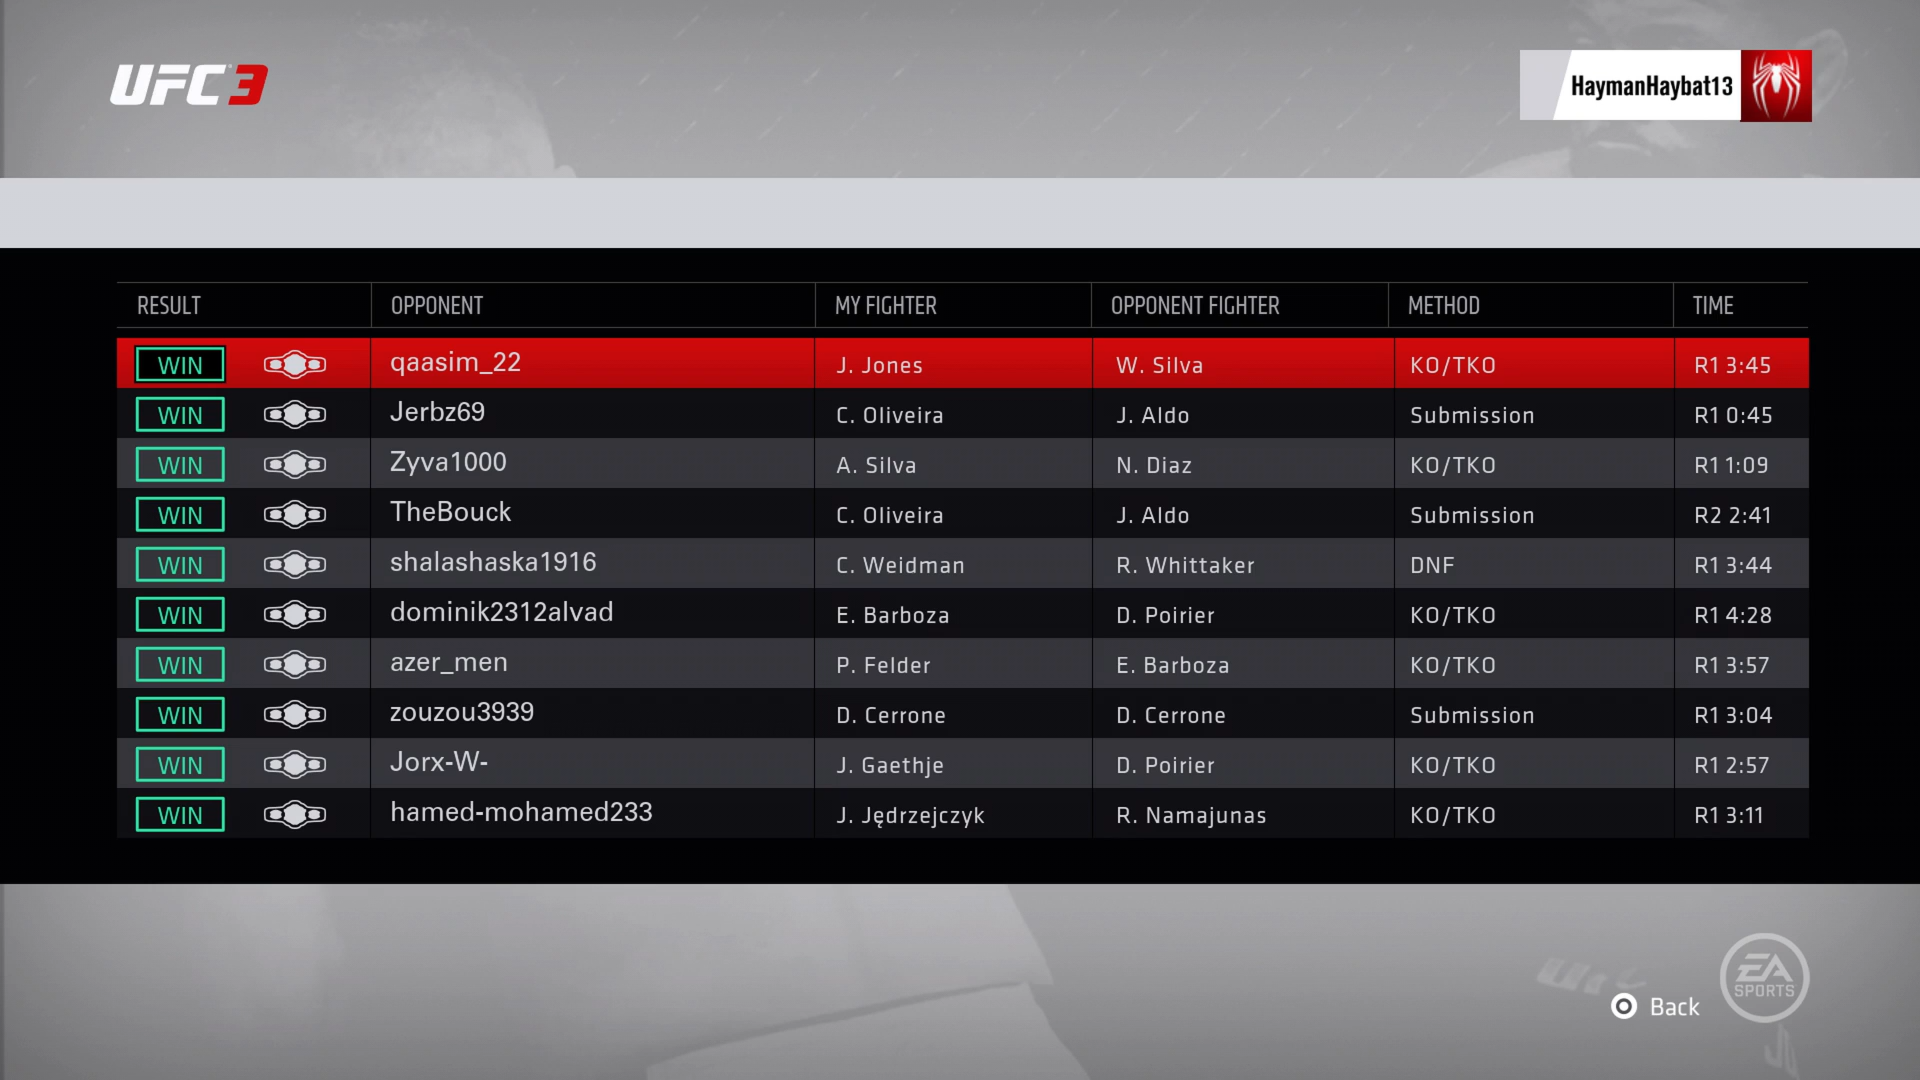 UFC 3
HaymanHaybat13
RESULT OPPONENT MY FIGHTER OPPONENT FIGHTER METHOD TIME
WIN qaasim_22 J. Jones W. Silva KO/TKO R1 3:45
WIN Jerbz69 C. Oliveira J. Aldo Submission R1 0:45
WIN Zyva1000 A. Silva N. Diaz KO/TKO R1 1:09
WIN TheBouck C. Oliveira J. Aldo Submission R2 2:41
WIN shalashaska1916 C. Weidman R. Whittaker DNF R1 3:44
WIN dominik2312alvad E. Barboza D. Poirier KO/TKO R1 4:28
WIN azer_men P. Felder E. Barboza KO/TKO R1 3:57
WIN zouzou3939 D. Cerrone D. Cerrone Submission R1 3:04
WIN Jorx-W- J. Gaethje D. Poirier KO/TKO R1 2:57
WIN hamed-mohamed233 J. Jędrzejczyk R. Namajunas KO/TKO R1 3:11
UFC
EA
SPORTS
Back